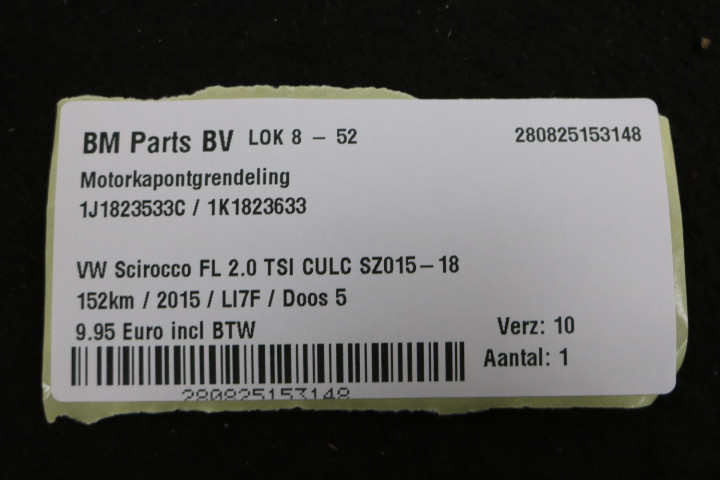 BM Parts BV LOK 8 - 52 280825153148
Motorkapontgrendeling
1J1823533C / 1K1823633
VW Scirocco FL 2.0 TSI CULC SZ015-18
152km / 2015 / LI7F / Doos 5
9.95 Euro incl BTW Verz: 10
Aantal: 1
280825153148